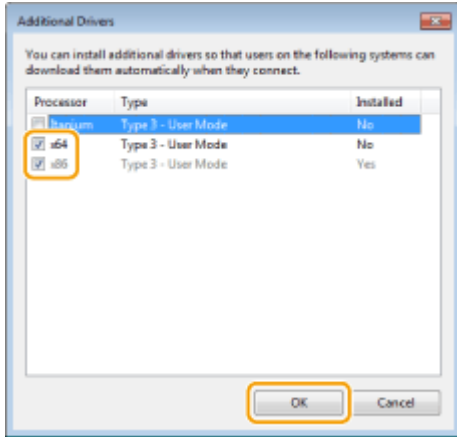 Additional Drivers
You can install additional drivers so that users on the following systems can
download them automatically when they connect.
Processor Type Installed
Itanium Type 3 - User Mode No
x64 Type 3 - User Mode No
x86 Type 3 - User Mode Yes
OK Cancel